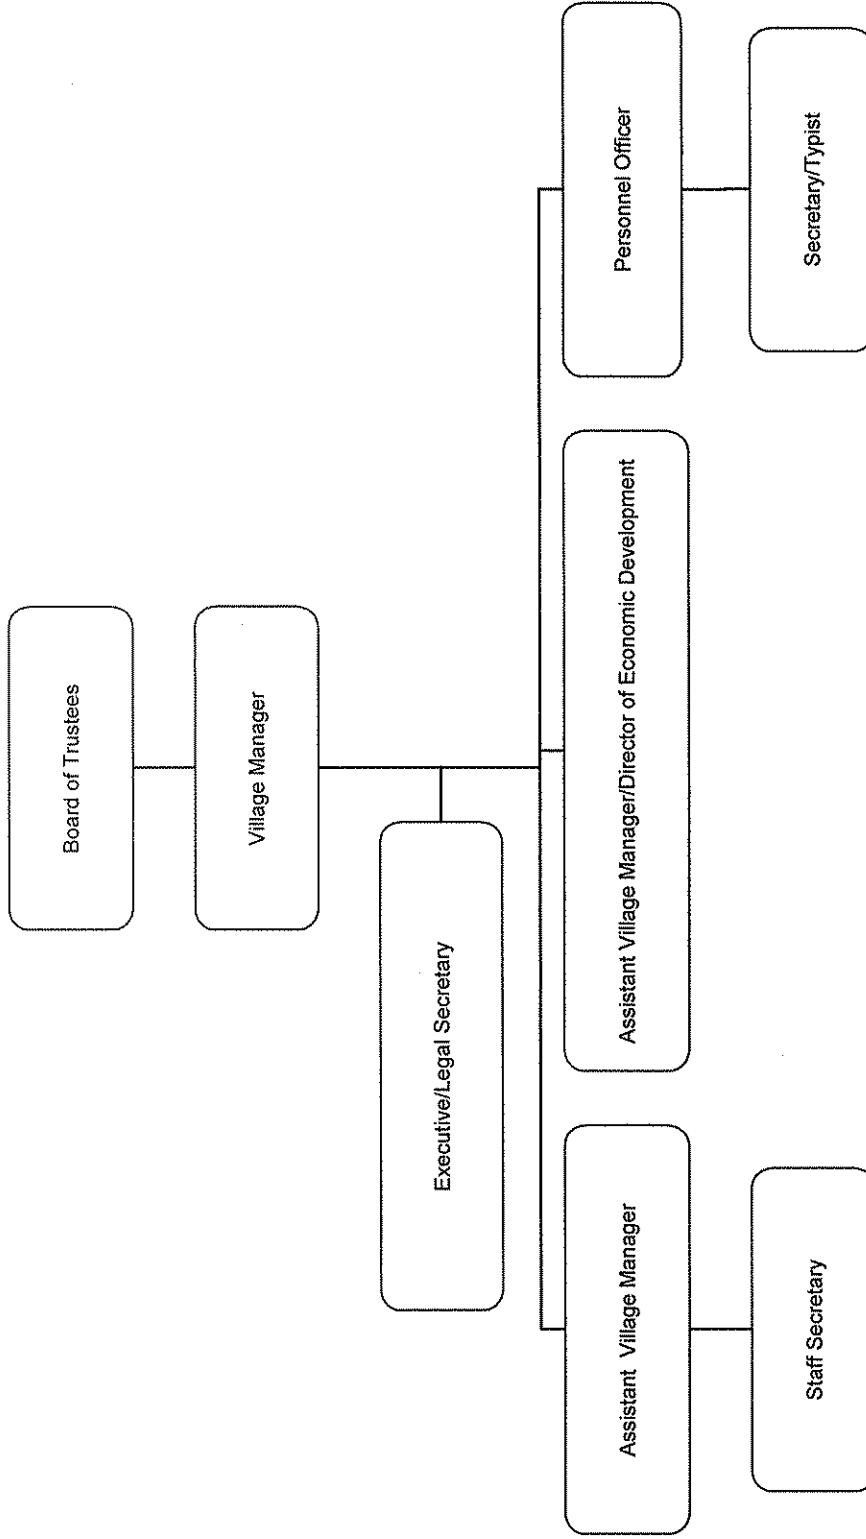 Board of Trustees
Village Manager
Executive/Legal Secretary
Assistant Village Manager
Assistant Village Manager/Director of Economic Development
Personnel Officer
Staff Secretary
Secretary/Typist